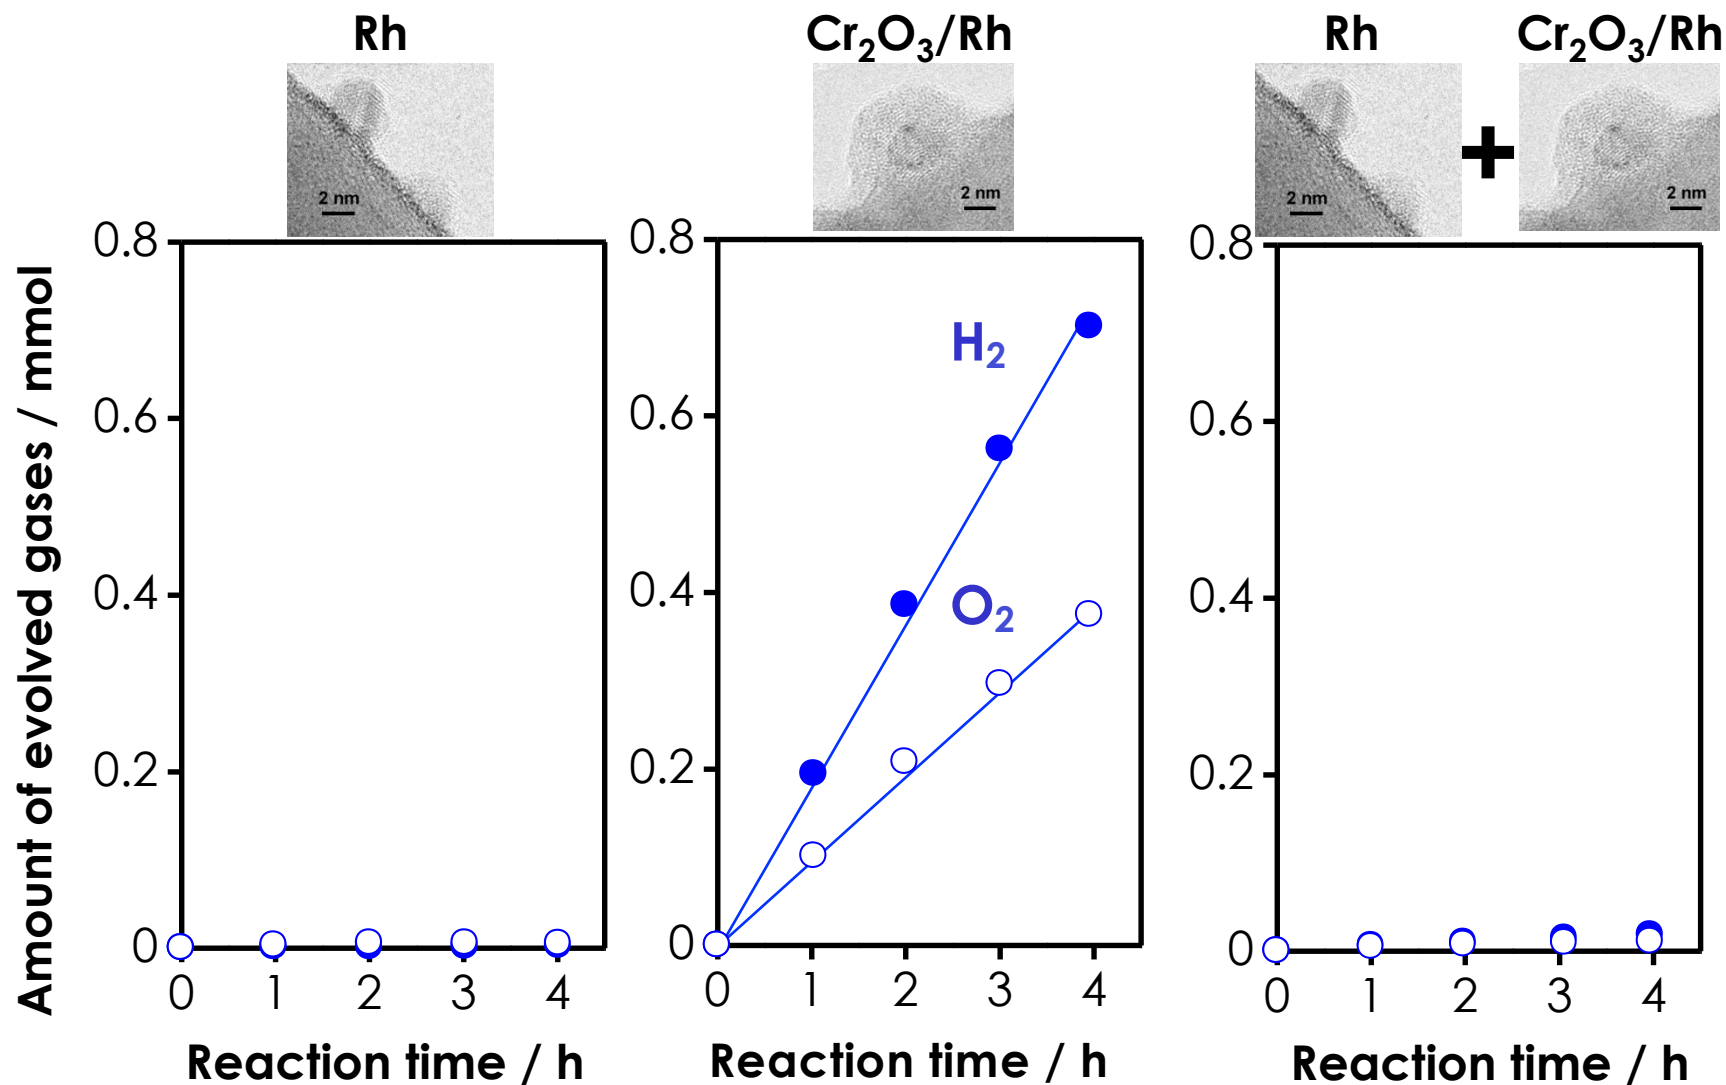 Rh
Cr₂O₃/Rh
Rh
Cr₂O₃/Rh
2 nm
2 nm
2 nm
+
2 nm
Amount of evolved gases / mmol
0.8
0.6
0.4
0.2
0
0 1 2 3 4
Reaction time / h
0.8
0.6
0.4
0.2
0
H₂
O₂
0 1 2 3 4
Reaction time / h
0.8
0.6
0.4
0.2
0
0 1 2 3 4
Reaction time / h